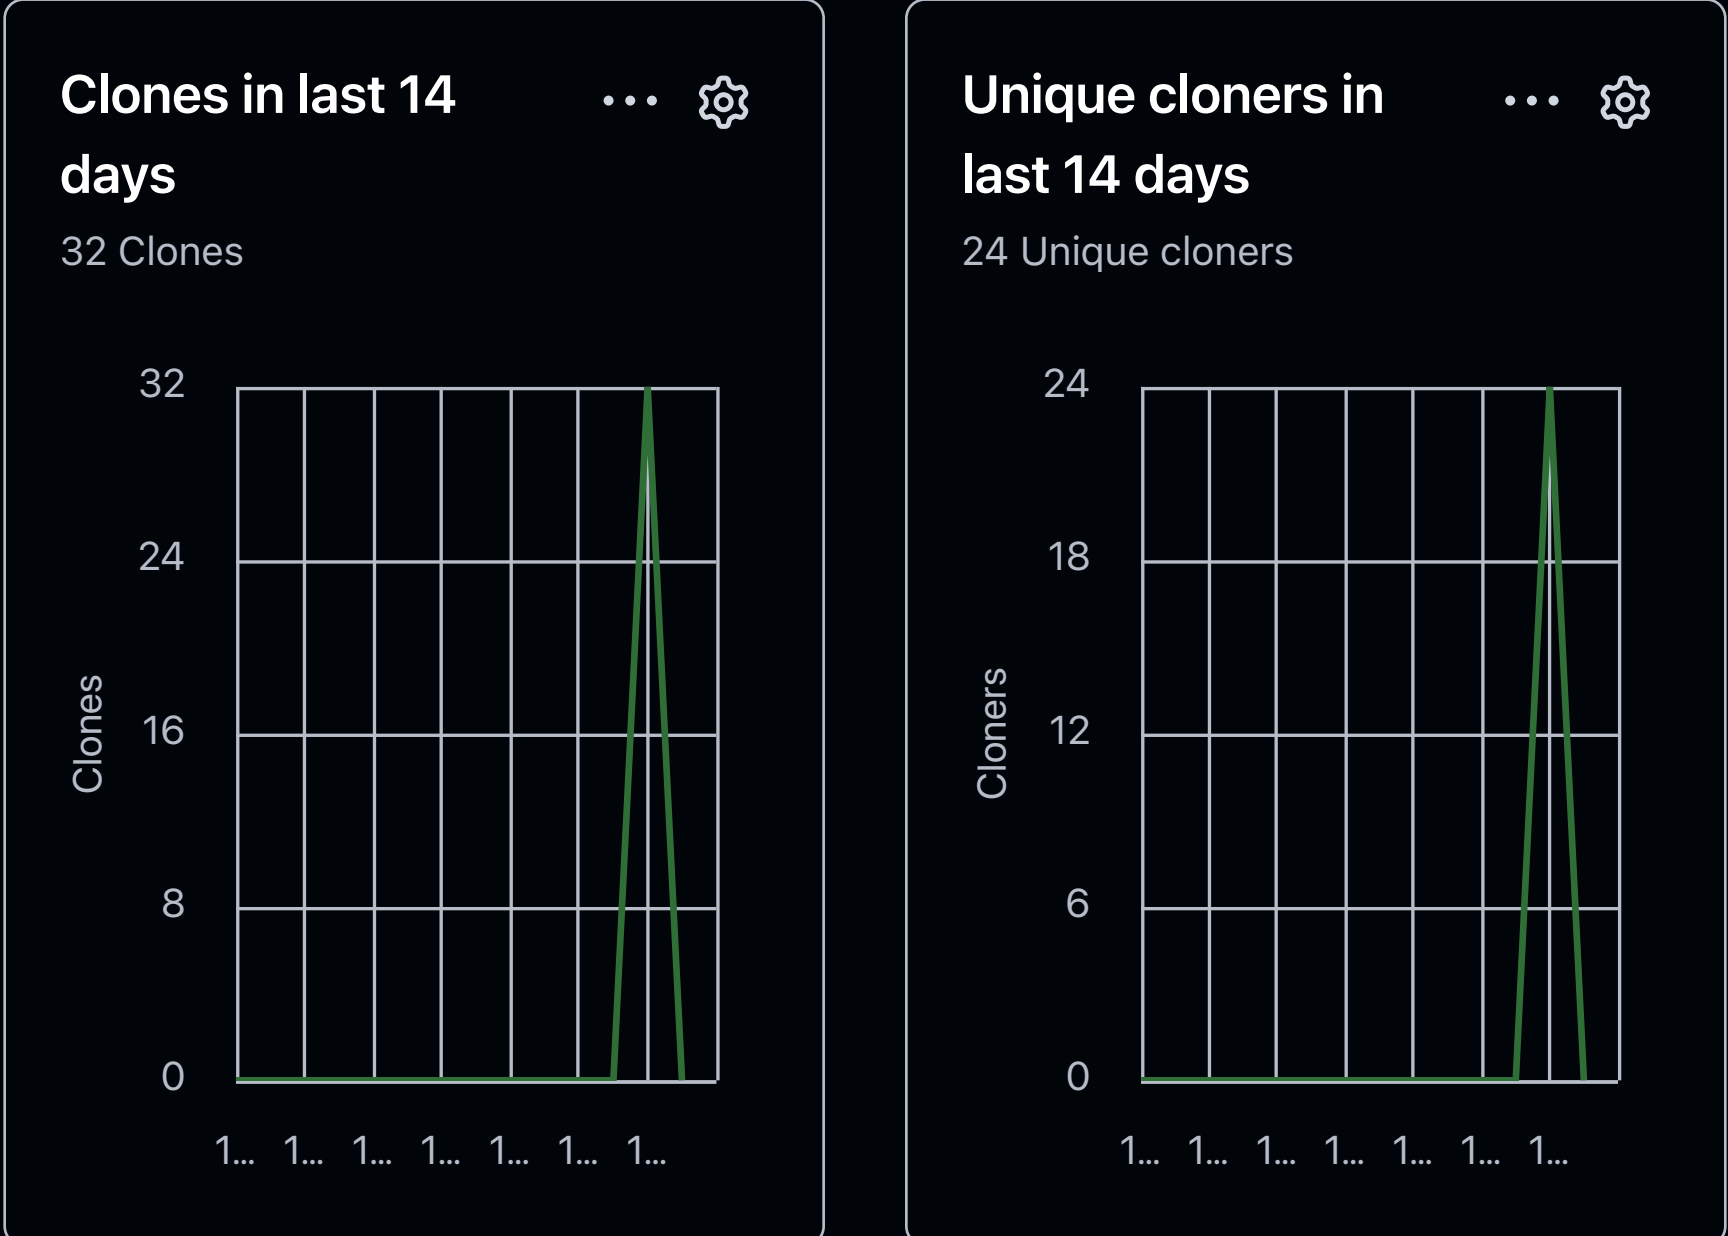 Clones in last 14
days
32 Clones
32
24
16
8
0
Clones
1... 1... 1... 1... 1... 1... 1...
Unique cloners in
last 14 days
24 Unique cloners
24
18
12
6
0
Cloners
1... 1... 1... 1... 1... 1... 1...